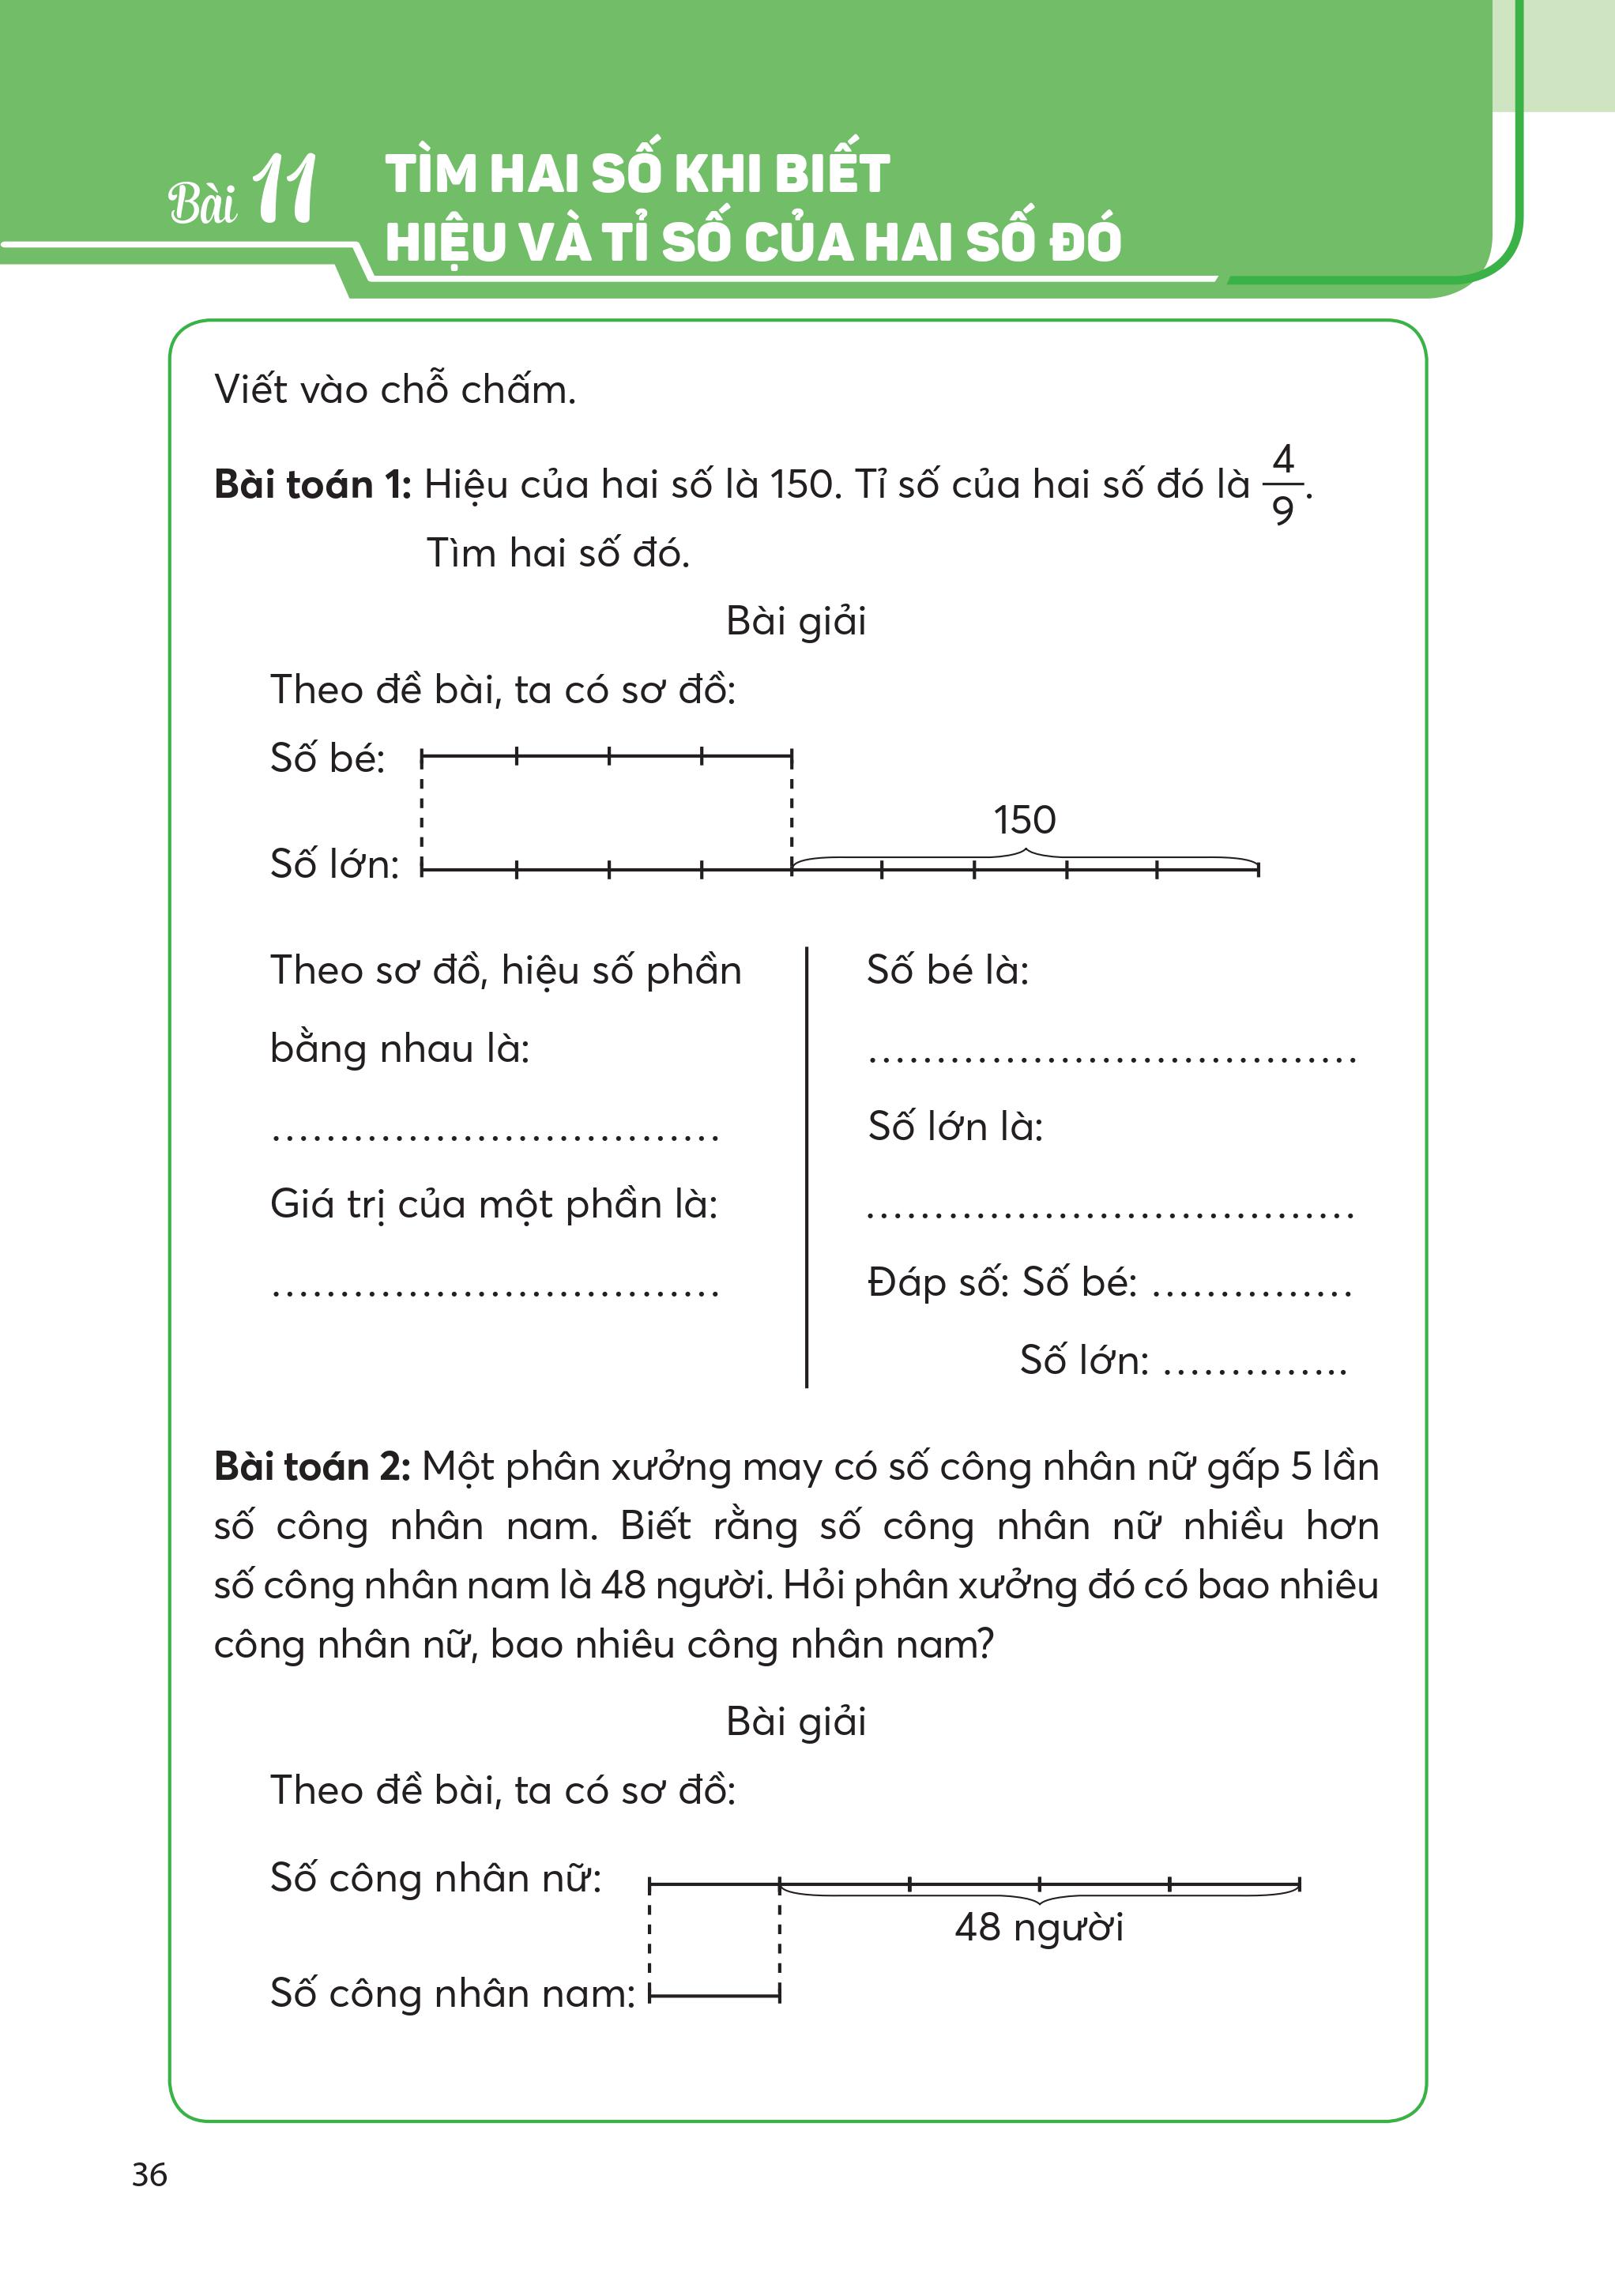 Bài 11
TÌM HAI SỐ KHI BIẾT
HIỆU VÀ TỈ SỐ CỦA HAI SỐ ĐÓ
Viết vào chỗ chấm.
Bài toán 1: Hiệu của hai số là 150. Tỉ số của hai số đó là 4/9.
Tìm hai số đó.
Bài giải
Theo đề bài, ta có sơ đồ:
Số bé:
150
Số lớn:
Theo sơ đồ, hiệu số phần
bằng nhau là:
.................................
Giá trị của một phần là:
.................................
Số bé là:
....................................
Số lớn là:
....................................
Đáp số: Số bé: ...............
Số lớn: ..............
Bài toán 2: Một phân xưởng may có số công nhân nữ gấp 5 lần
số công nhân nam. Biết rằng số công nhân nữ nhiều hơn
số công nhân nam là 48 người. Hỏi phân xưởng đó có bao nhiêu
công nhân nữ, bao nhiêu công nhân nam?
Bài giải
Theo đề bài, ta có sơ đồ:
Số công nhân nữ:
48 người
Số công nhân nam:
36